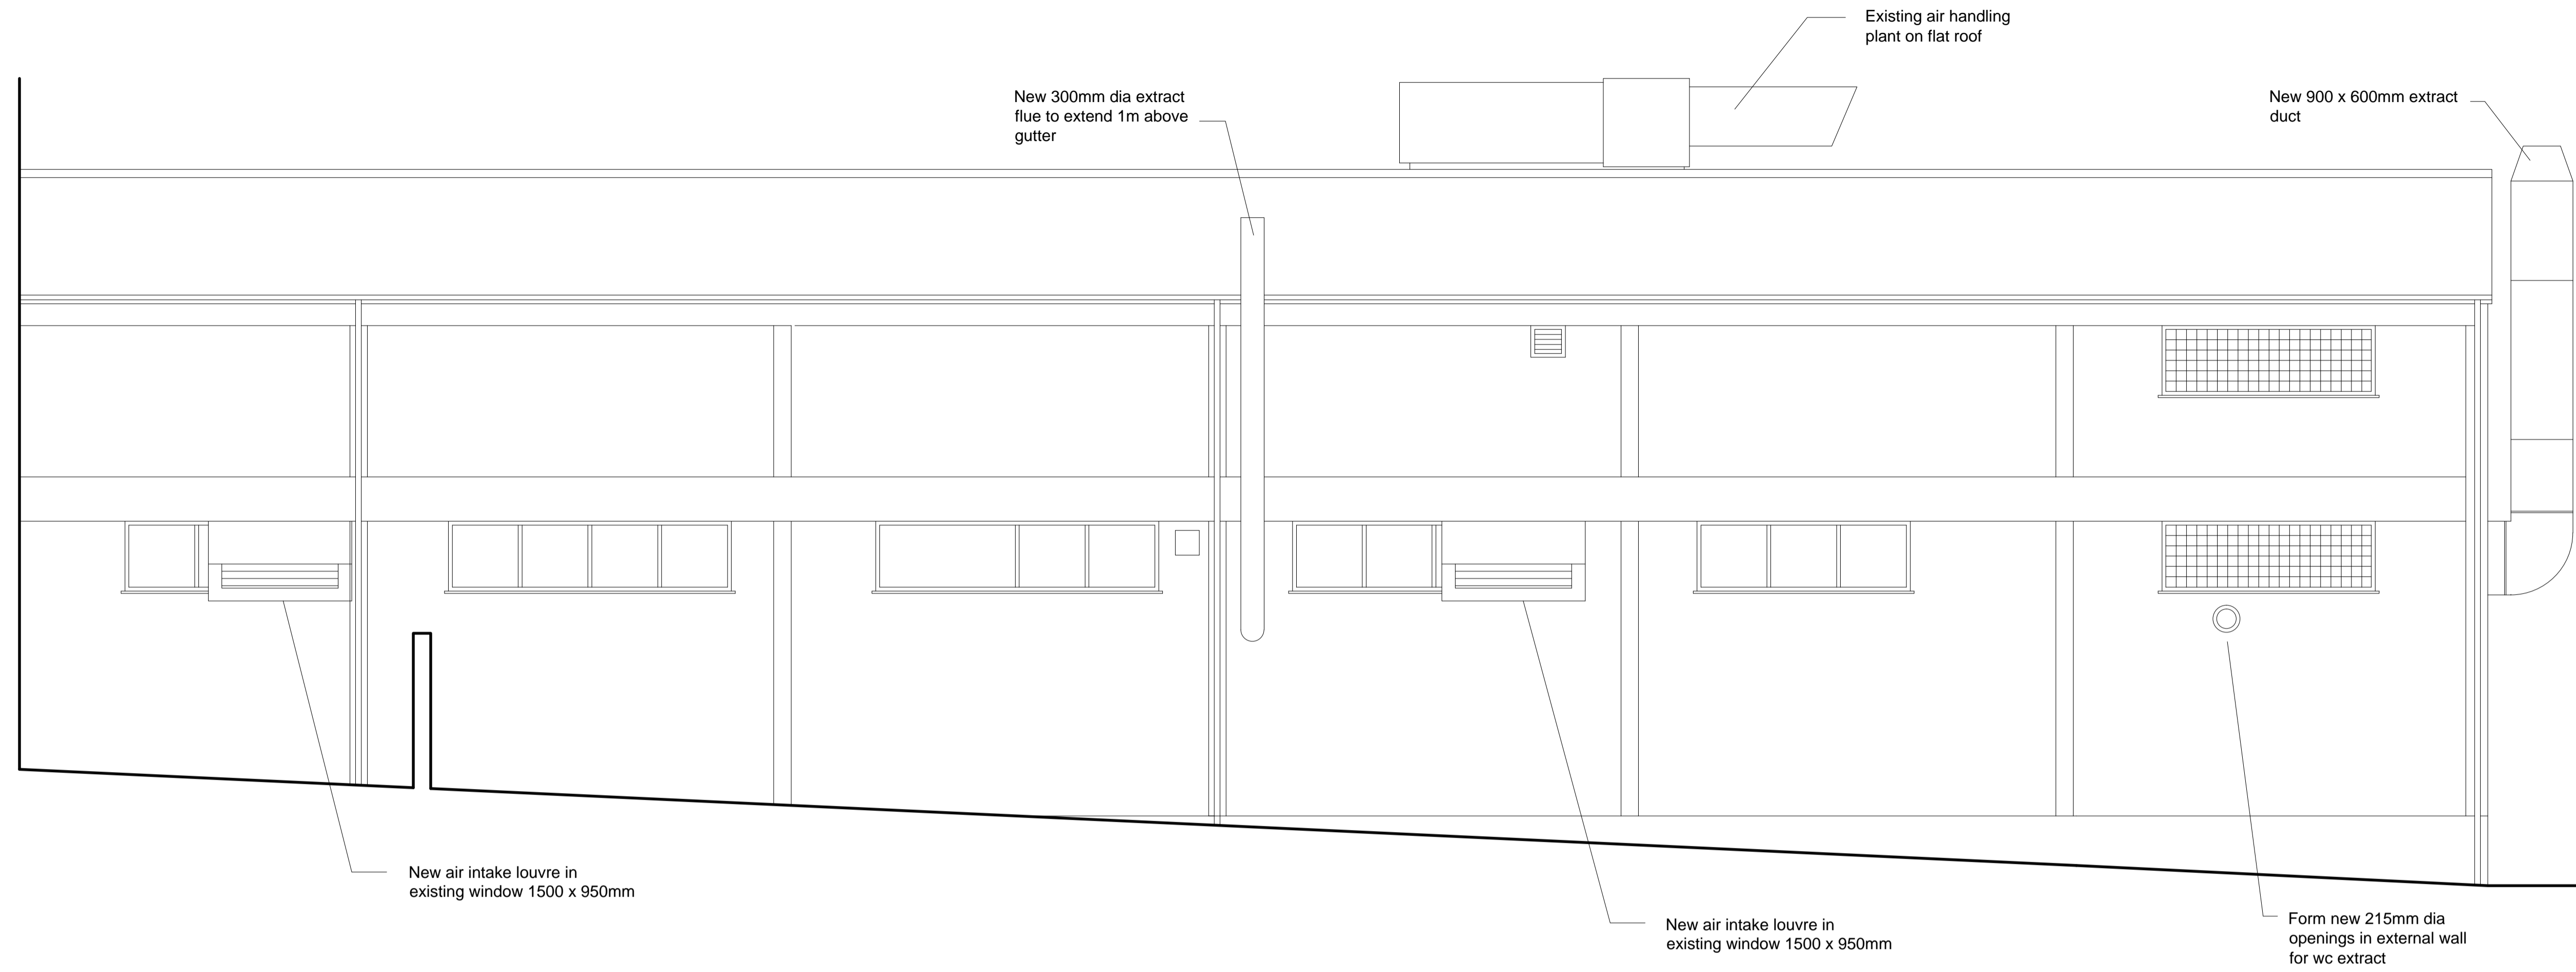 Existing air handling
plant on flat roof
New 300mm dia extract
flue to extend 1m above
gutter
New 900 x 600mm extract
duct
New air intake louvre in
existing window 1500 x 950mm
New air intake louvre in
existing window 1500 x 950mm
Form new 215mm dia
openings in external wall
for wc extract